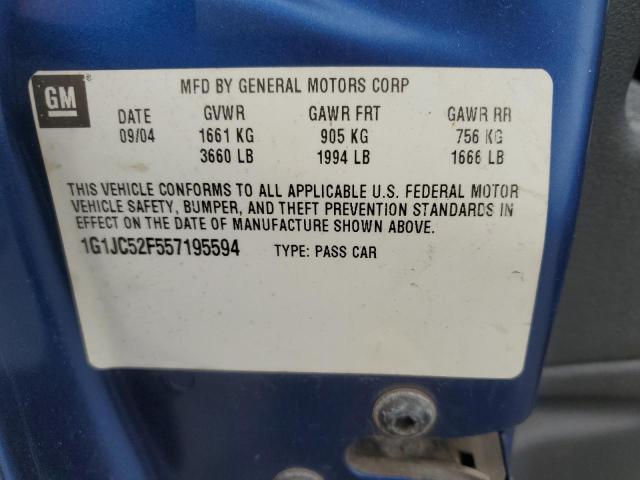 GM
MFD BY GENERAL MOTORS CORP
DATE GVWR GAWR FRT GAWR RR
09/04 1661 KG 905 KG 756 KG
3660 LB 1994 LB 1666 LB
THIS VEHICLE CONFORMS TO ALL APPLICABLE U.S. FEDERAL MOTOR
VEHICLE SAFETY, BUMPER, AND THEFT PREVENTION STANDARDS IN
EFFECT ON THE DATE OF MANUFACTURE SHOWN ABOVE.
1G1JC52F557195594 TYPE: PASS CAR